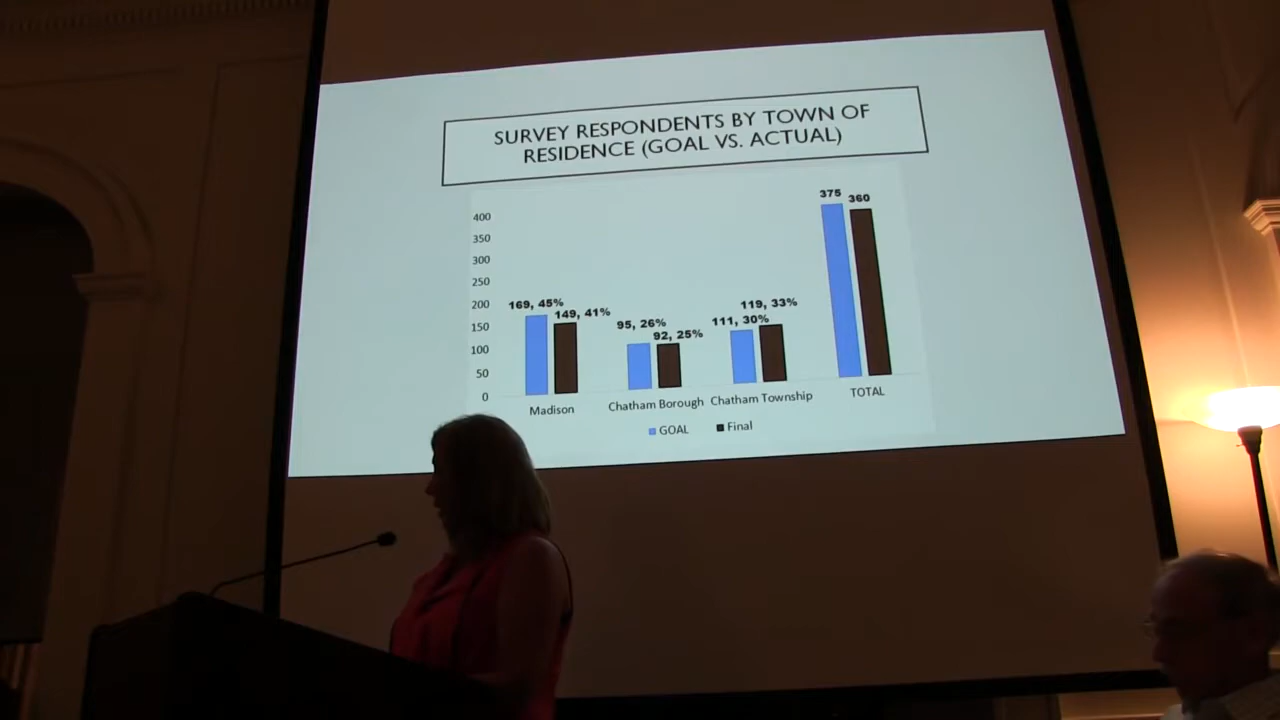 SURVEY RESPONDENTS BY TOWN OF
RESIDENCE (GOAL VS. ACTUAL)
400
350
300
250
200
150
100
50
0
169, 45%
149, 41%
95, 26%
92, 25%
111, 30%
119, 33%
375
360
Madison
Chatham Borough
Chatham Township
TOTAL
GOAL
Final